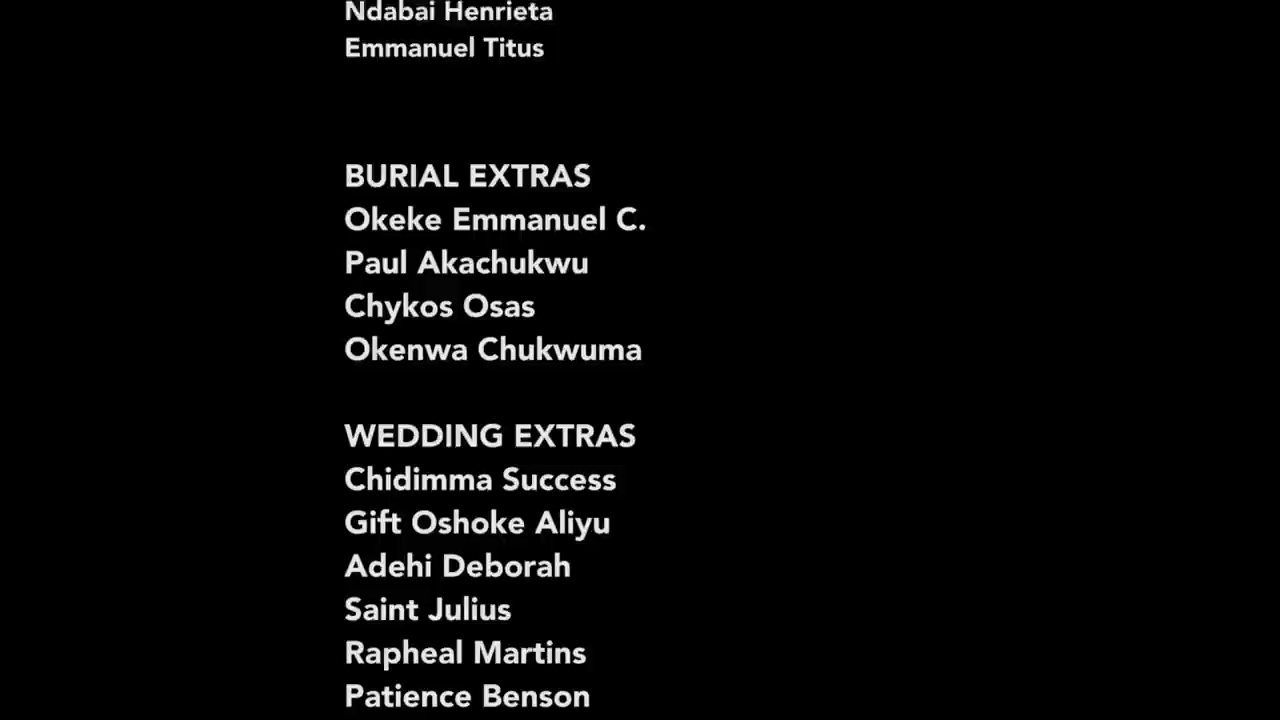 Ndabai Henrieta
Emmanuel Titus
BURIAL EXTRAS
Okeke Emmanuel C.
Paul Akachukwu
Chykos Osas
Okenwa Chukwuma
WEDDING EXTRAS
Chidimma Success
Gift Oshoke Aliyu
Adehi Deborah
Saint Julius
Rapheal Martins
Patience Benson